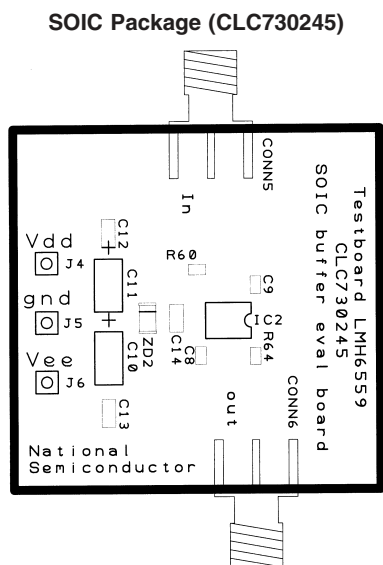 SOIC Package (CLC730245)
CONN5
In
Testboard LMH6559
CLC730245
SOIC buffer eval board
Vdd
J4
C12
+
C11
R60
C9
gnd
J5
+
C10
ZD2
C14
IC2
C8
R64
Vee
J6
C13
out
CONN6
National
Semiconductor